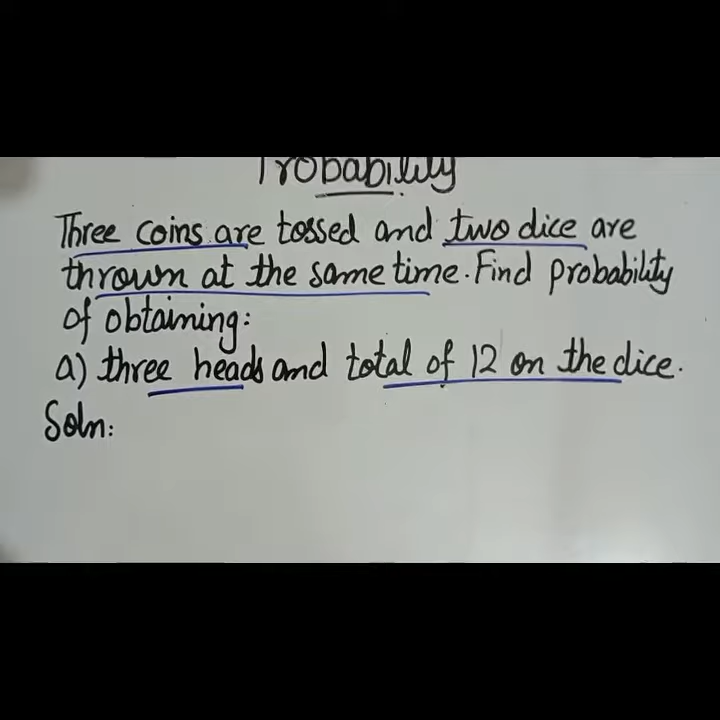 Probability
Three coins are tossed and two dice are
thrown at the same time. Find probability
of obtaining:
a) three heads and total of 12 on the dice.
Soln: